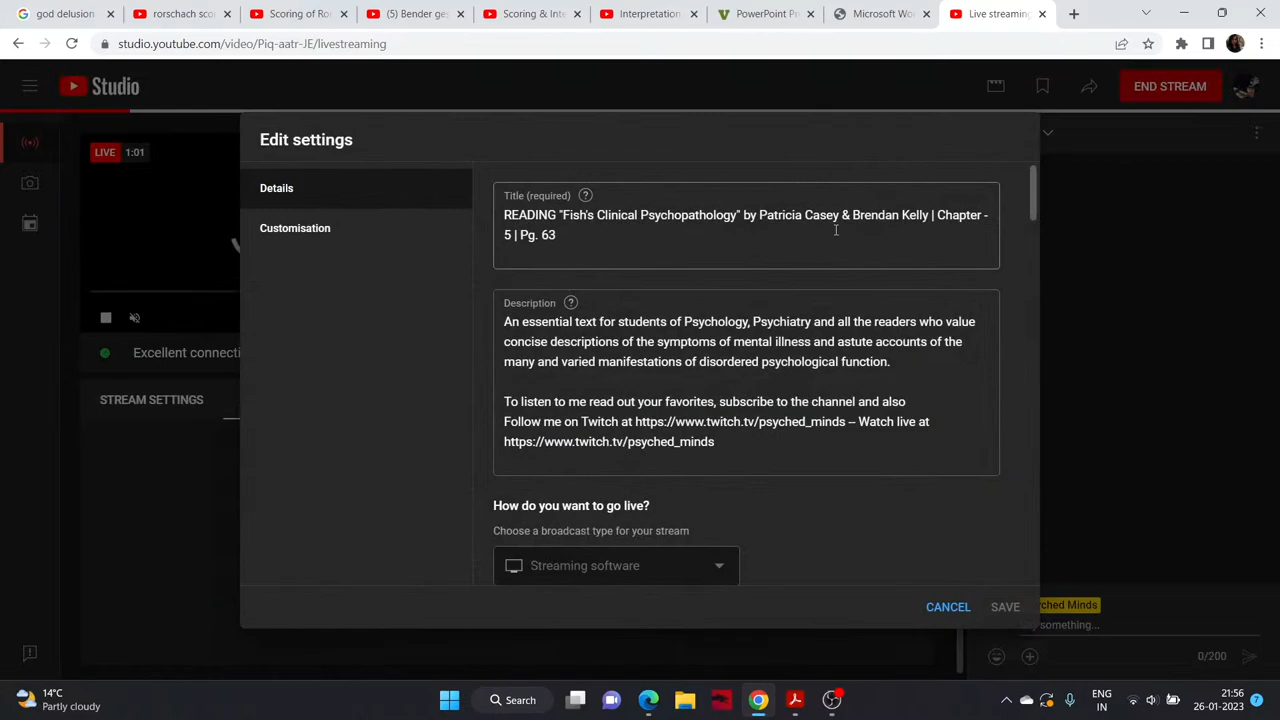 god delusion
rorschach sco
Scoring of Ro
(5) Bender ges
Scoring & Inte
Interpretation
PowerPoint Pre
Microsoft Wo
Live streaming
studio.youtube.com/video/Piq-aatr-JE/livestreaming
Studio
END STREAM
LIVE 1:01
Edit settings
Details
Customisation
Title (required)
READING "Fish's Clinical Psychopathology" by Patricia Casey & Brendan Kelly | Chapter -
5 | Pg. 63
Description
An essential text for students of Psychology, Psychiatry and all the readers who value
concise descriptions of the symptoms of mental illness and astute accounts of the
many and varied manifestations of disordered psychological function.
To listen to me read out your favorites, subscribe to the channel and also
Follow me on Twitch at https://www.twitch.tv/psyched_minds -- Watch live at
https://www.twitch.tv/psyched_minds
Excellent connecti
STREAM SETTINGS
How do you want to go live?
Choose a broadcast type for your stream
Streaming software
CANCEL
SAVE
ched Minds
something...
0/200
14°C
Partly cloudy
Search
ENG
IN
21:56
26-01-2023
7